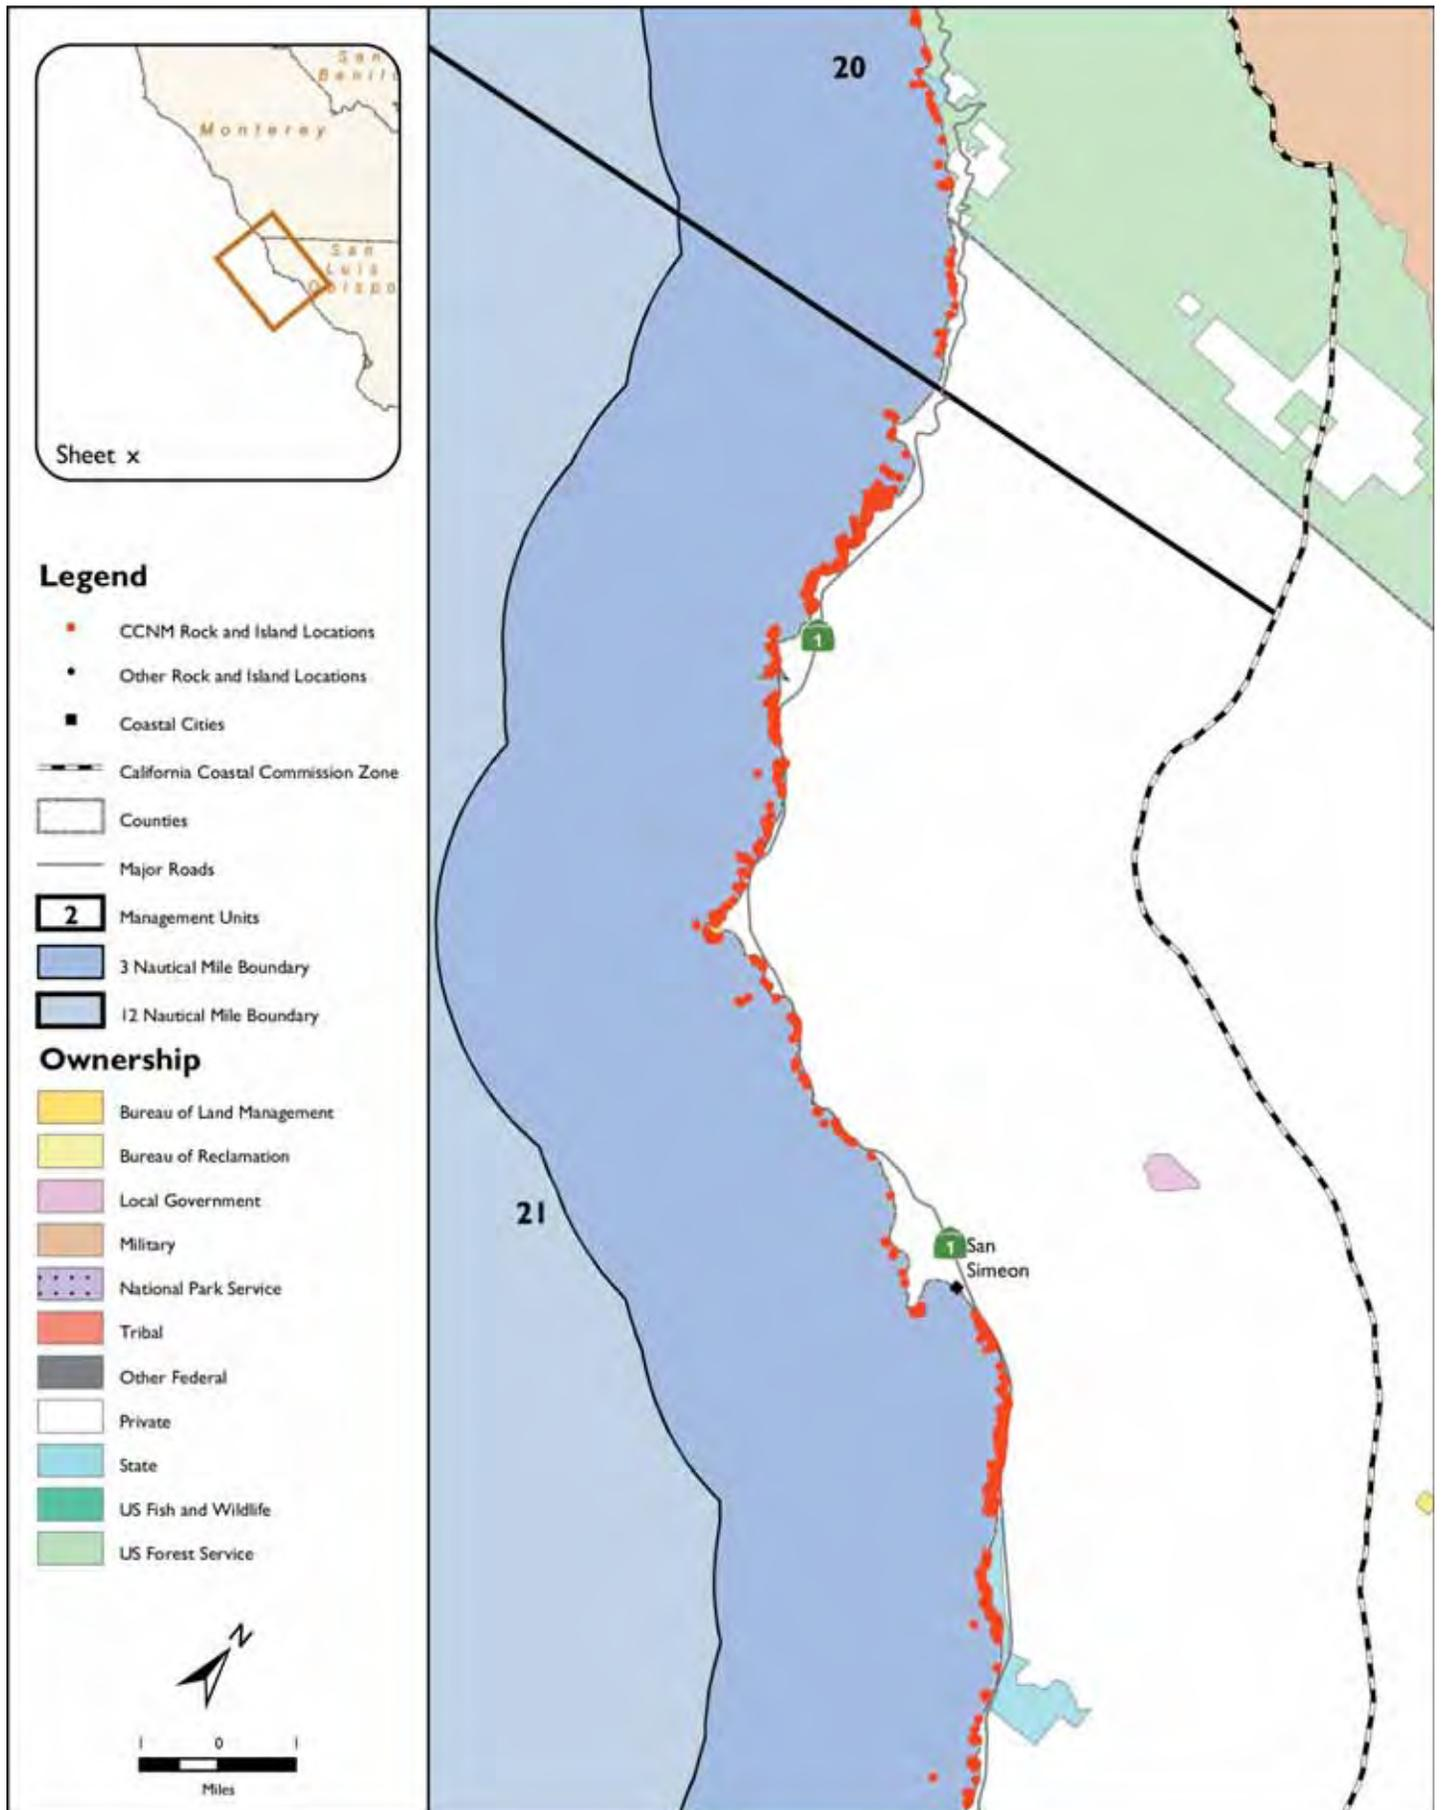 San
Benito
Monterey
San
Luis
Obispo
Sheet x
Legend
CCNM Rock and Island Locations
Other Rock and Island Locations
Coastal Cities
California Coastal Commission Zone
Counties
Major Roads
2 Management Units
3 Nautical Mile Boundary
12 Nautical Mile Boundary
Ownership
Bureau of Land Management
Bureau of Reclamation
Local Government
Military
National Park Service
Tribal
Other Federal
Private
State
US Fish and Wildlife
US Forest Service
N
1 0 1
Miles
20
1
21
1 San
Simeon